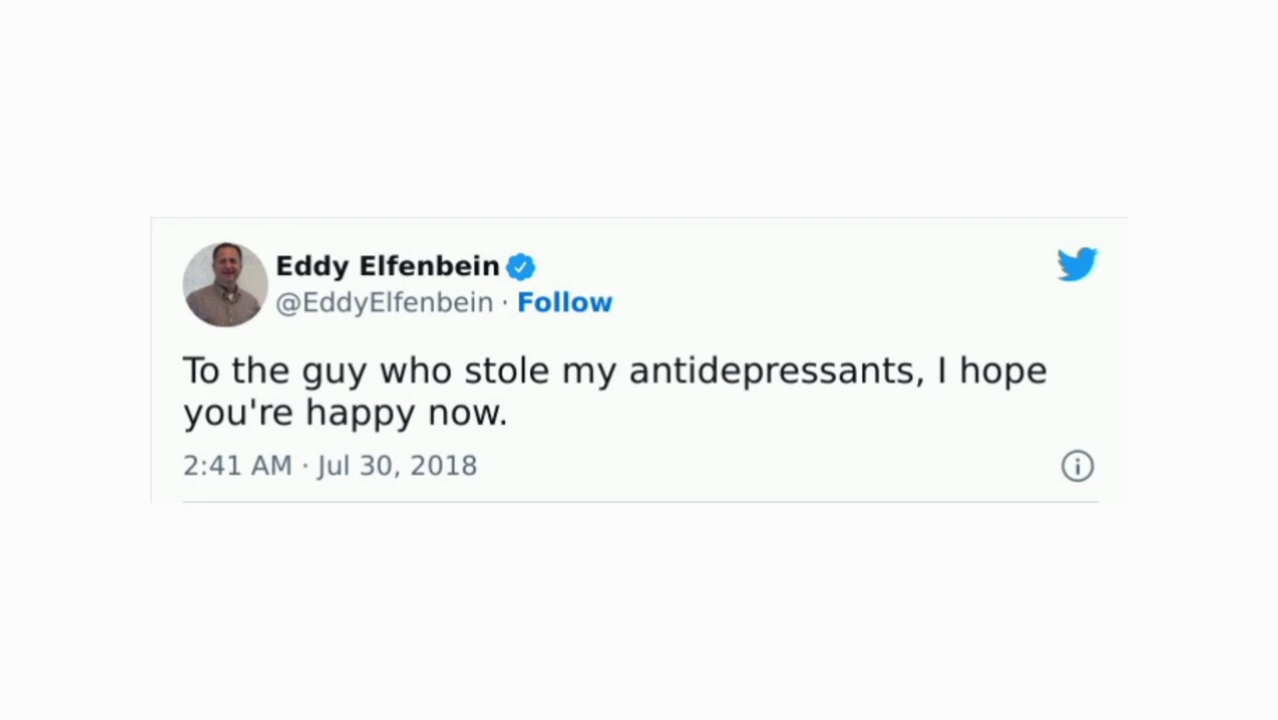 Eddy Elfenbein
@EddyElfenbein · Follow
To the guy who stole my antidepressants, I hope
you're happy now.
2:41 AM · Jul 30, 2018